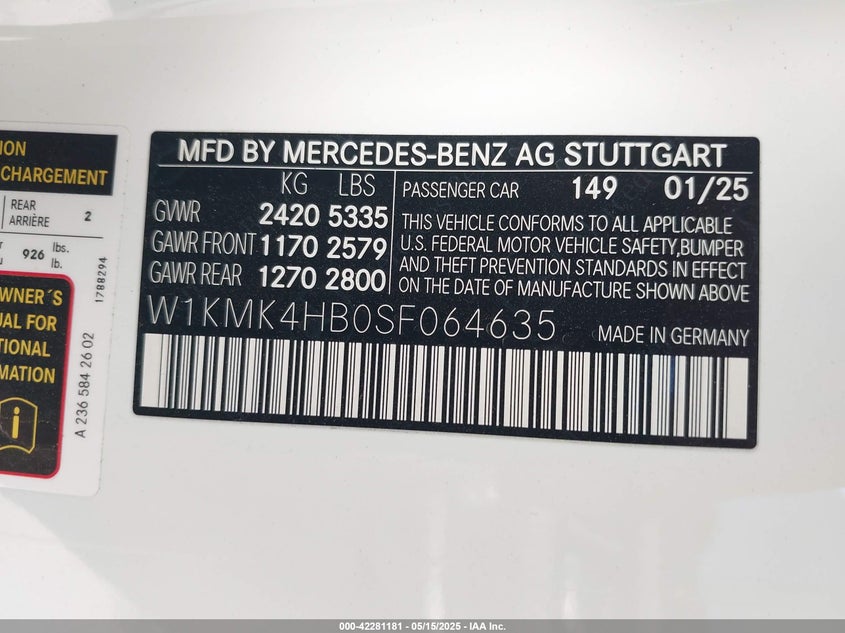 ION
CHARGEMENT
REAR
ARRIÈRE 2
926 lbs.
lb.
1788294
OWNER´S
UAL FOR
TIONAL
MATION
A 236 584 26 02
MFD BY MERCEDES-BENZ AG STUTTGART
KG LBS
GVWR 2420 5335
GAWR FRONT 1170 2579
GAWR REAR 1270 2800
PASSENGER CAR 149 01/25
THIS VEHICLE CONFORMS TO ALL APPLICABLE
U.S. FEDERAL MOTOR VEHICLE SAFETY,BUMPER
AND THEFT PREVENTION STANDARDS IN EFFECT
ON THE DATE OF MANUFACTURE SHOWN ABOVE.
W1KMK4HB0SF064635
MADE IN GERMANY
000-42281181 - 05/15/2025 - IAA Inc.